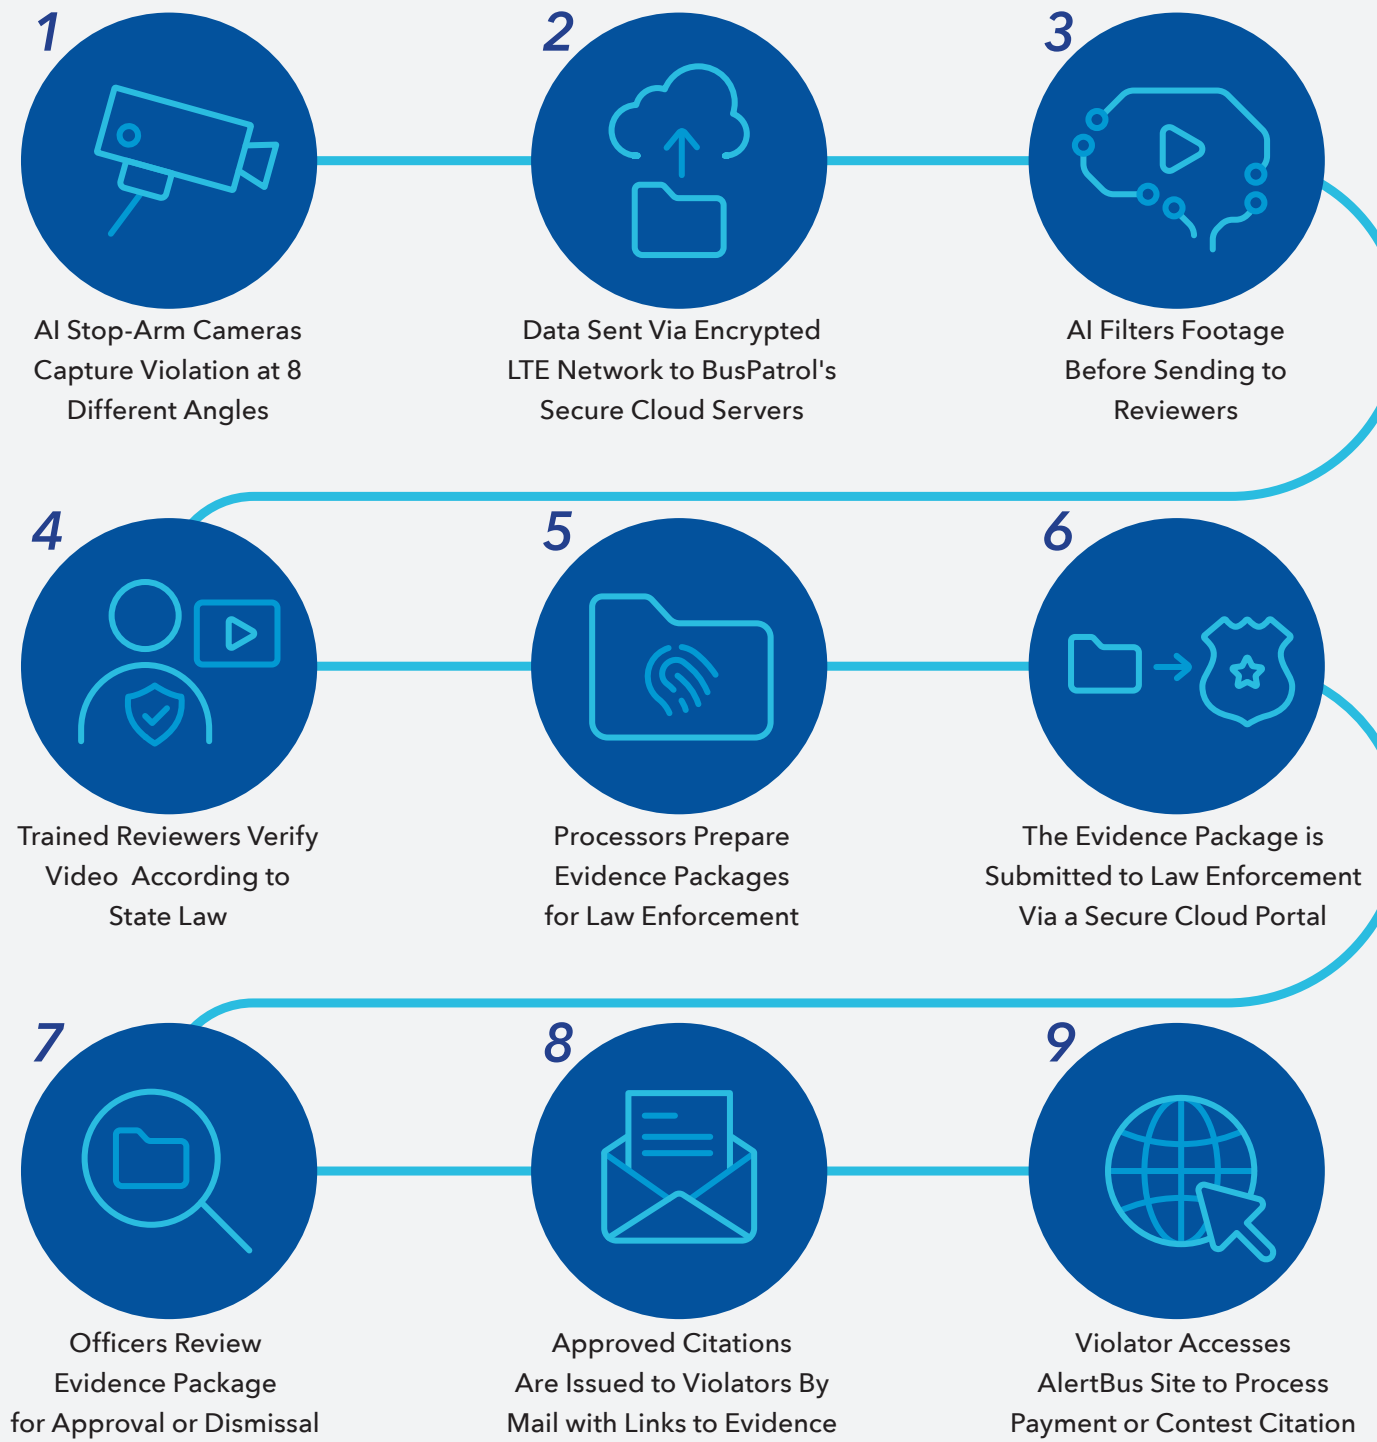 1
AI Stop-Arm Cameras
Capture Violation at 8
Different Angles
2
Data Sent Via Encrypted
LTE Network to BusPatrol's
Secure Cloud Servers
3
AI Filters Footage
Before Sending to
Reviewers
4
Trained Reviewers Verify
Video  According to
State Law
5
Processors Prepare
Evidence Packages
for Law Enforcement
6
The Evidence Package is
Submitted to Law Enforcement
Via a Secure Cloud Portal
7
Officers Review
Evidence Package
for Approval or Dismissal
8
Approved Citations
Are Issued to Violators By
Mail with Links to Evidence
9
Violator Accesses
AlertBus Site to Process
Payment or Contest Citation